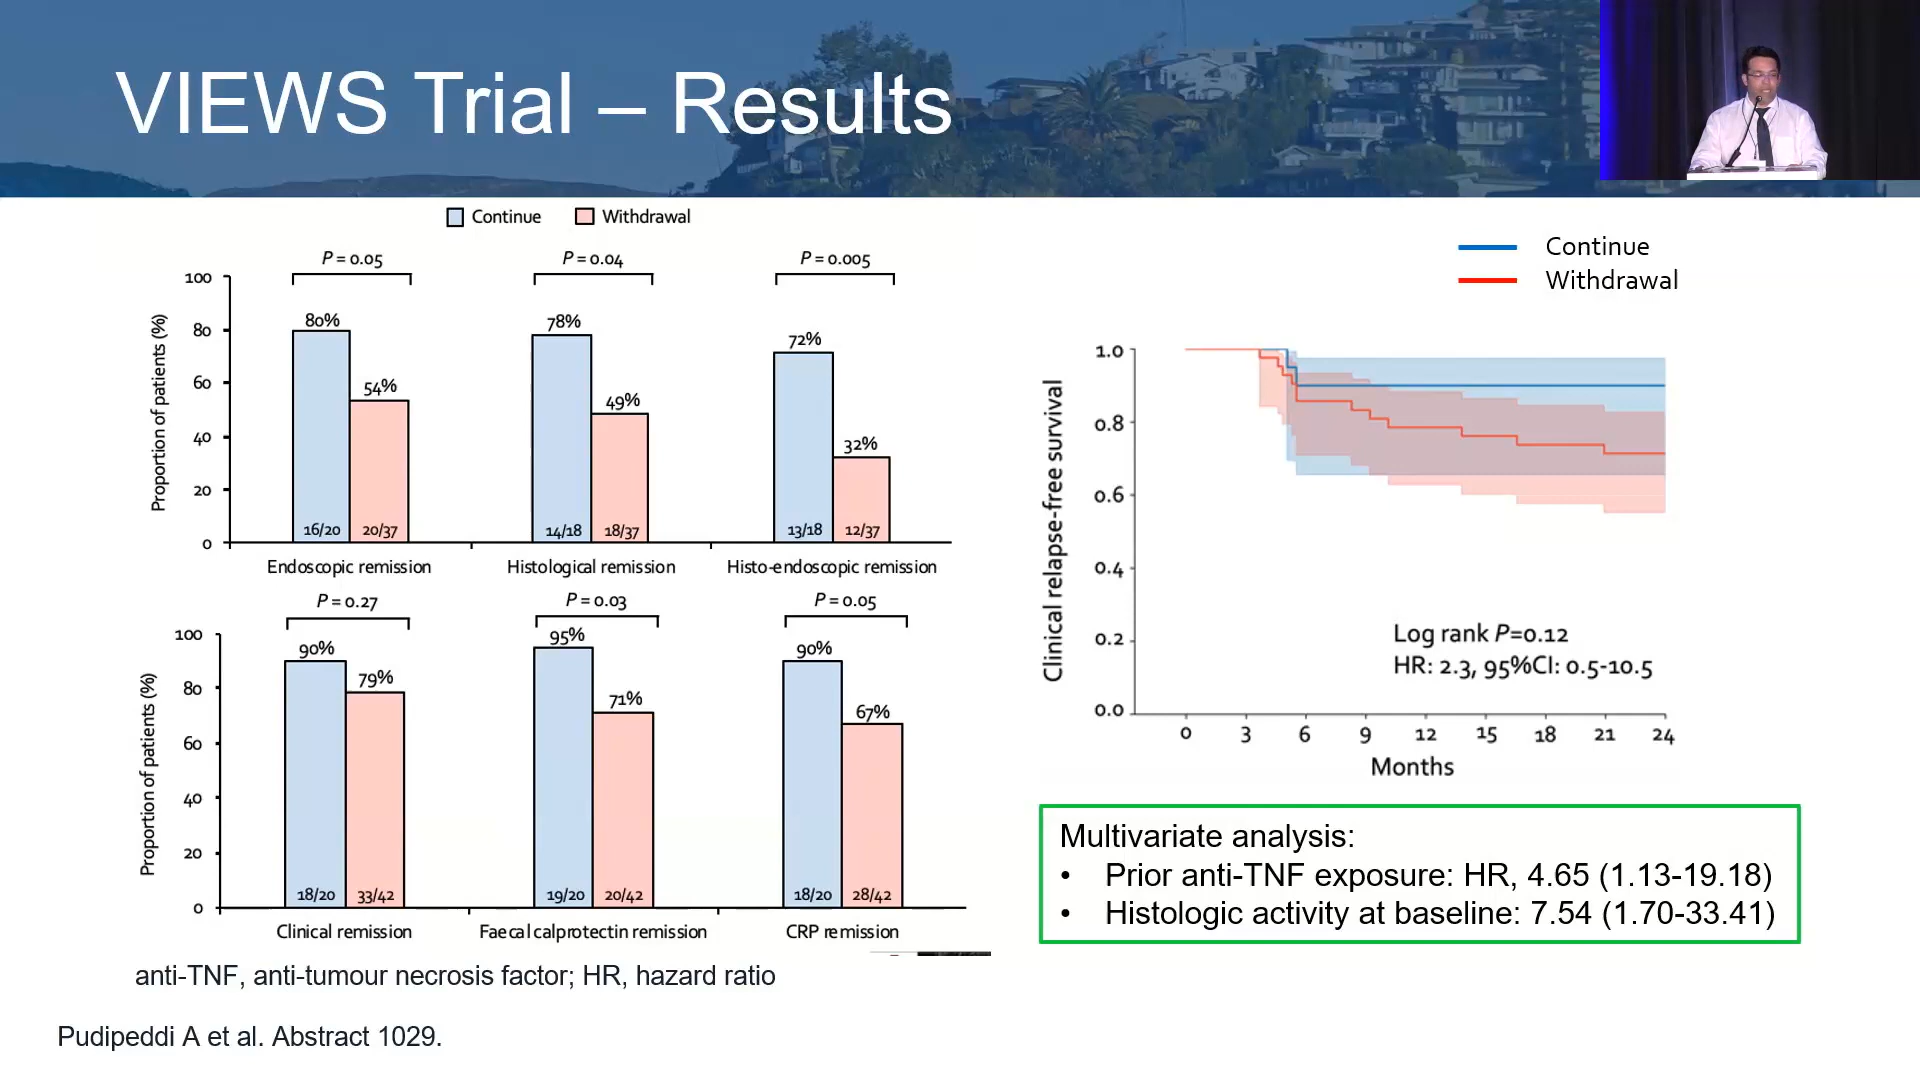 VIEWS Trial – Results
Continue Withdrawal
P = 0.05 P = 0.04 P = 0.005
Proportion of patients (%)
100
80
60
40
20
0
80% 54% 78% 49% 72% 32%
16/20 20/37 14/18 18/37 13/18 12/37
Endoscopic remission Histological remission Histo-endoscopic remission
P = 0.27 P = 0.03 P = 0.05
Proportion of patients (%)
100
80
60
40
20
0
90% 79% 95% 71% 90% 67%
18/20 33/42 19/20 20/42 18/20 28/42
Clinical remission Faecal calprotectin remission CRP remission
anti-TNF, anti-tumour necrosis factor; HR, hazard ratio
Pudipeddi A et al. Abstract 1029.
Continue
Withdrawal
Clinical relapse-free survival
1.0
0.8
0.6
0.4
0.2
0.0
Log rank P=0.12
HR: 2.3, 95%CI: 0.5-10.5
0 3 6 9 12 15 18 21 24
Months
Multivariate analysis:
• Prior anti-TNF exposure: HR, 4.65 (1.13-19.18)
• Histologic activity at baseline: 7.54 (1.70-33.41)